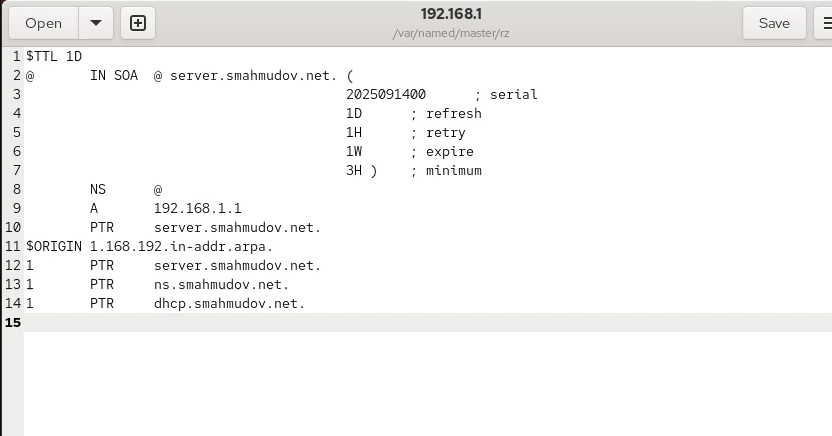 Open
192.168.1
/var/named/master/rz
Save
1 $TTL 1D
2 @       IN SOA  @ server.smahmudov.net. (
3                                         2025091400      ; serial
4                                         1D      ; refresh
5                                         1H      ; retry
6                                         1W      ; expire
7                                         3H )    ; minimum
8         NS      @
9         A       192.168.1.1
10         PTR     server.smahmudov.net.
11 $ORIGIN 1.168.192.in-addr.arpa.
12 1       PTR     server.smahmudov.net.
13 1       PTR     ns.smahmudov.net.
14 1       PTR     dhcp.smahmudov.net.
15